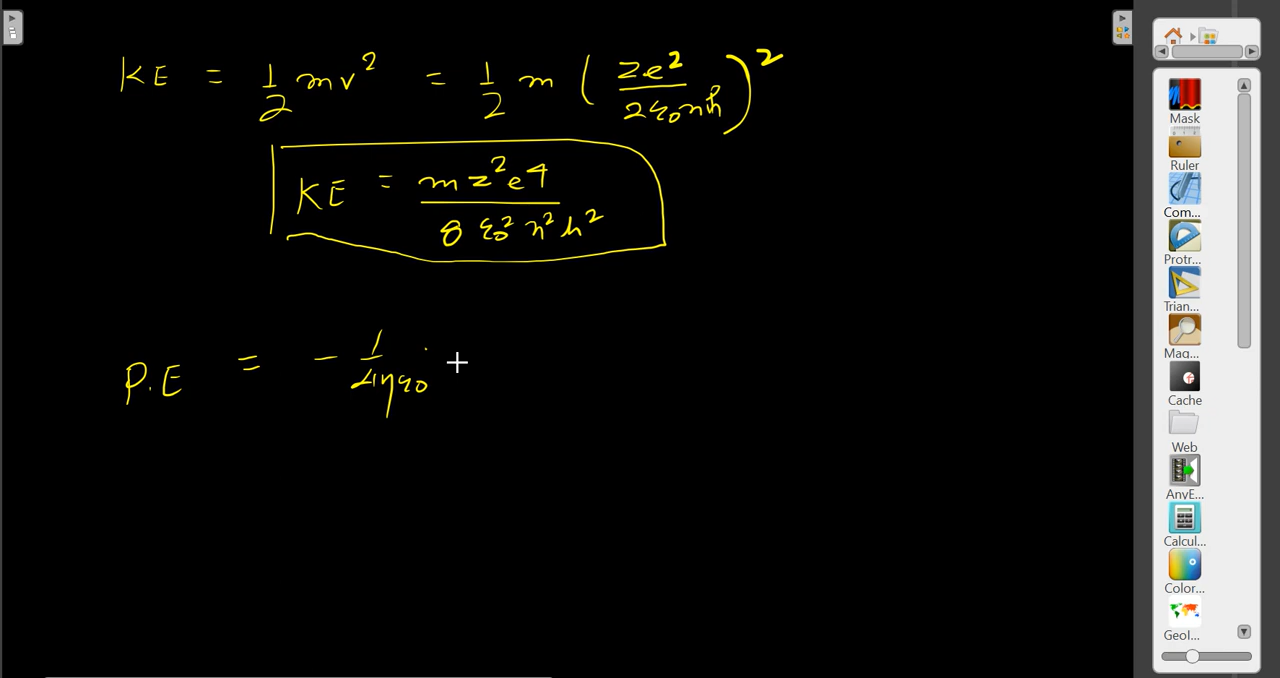 KE = 1/2 mv² = 1/2 m (ze²/2ε₀nh)²
KE = mz²e⁴/8ε₀²n²h²
P.E = - 1/4πε₀
Mask
Ruler
Com...
Protr...
Trian...
Mag...
Cache
Web
AnyE...
Calcul...
Color...
Geol...